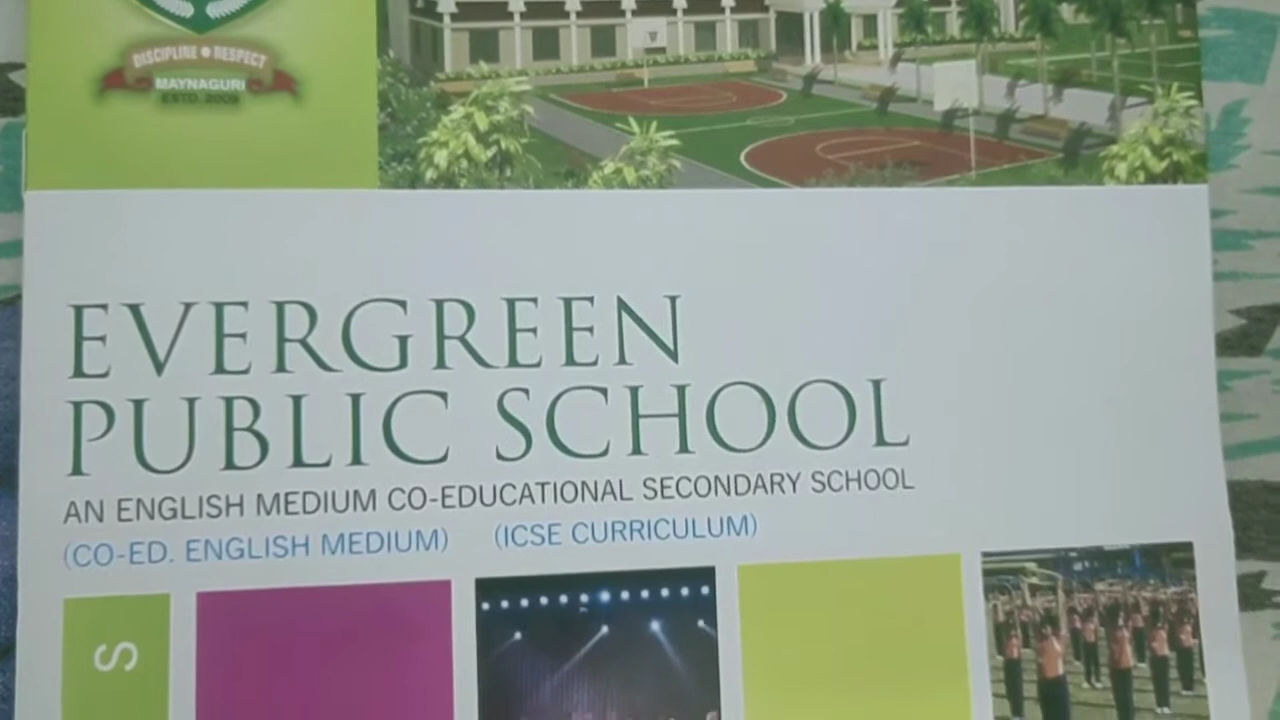 DISCIPLINE ● RESPECT
MAYNAGURI
ESTD. 2009
EVERGREEN
PUBLIC SCHOOL
AN ENGLISH MEDIUM CO-EDUCATIONAL SECONDARY SCHOOL
(CO-ED. ENGLISH MEDIUM) (ICSE CURRICULUM)
S